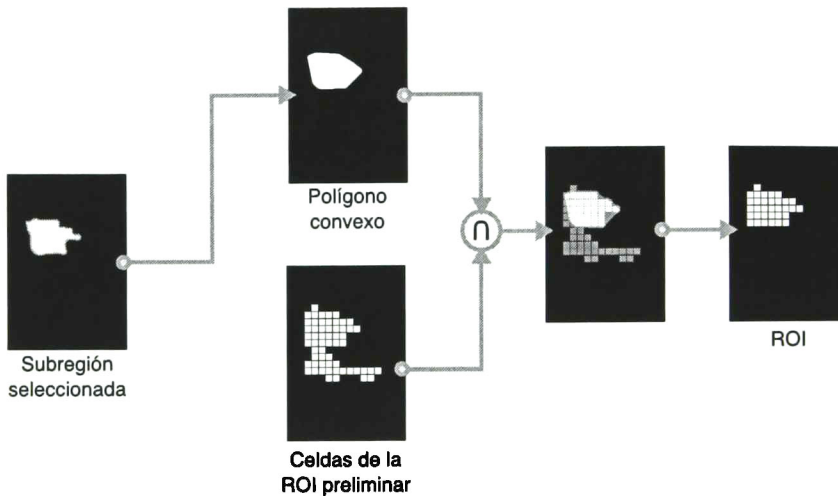 Polígono
convexo
∩
Subregión
seleccionada
ROI
Celdas de la
ROI preliminar